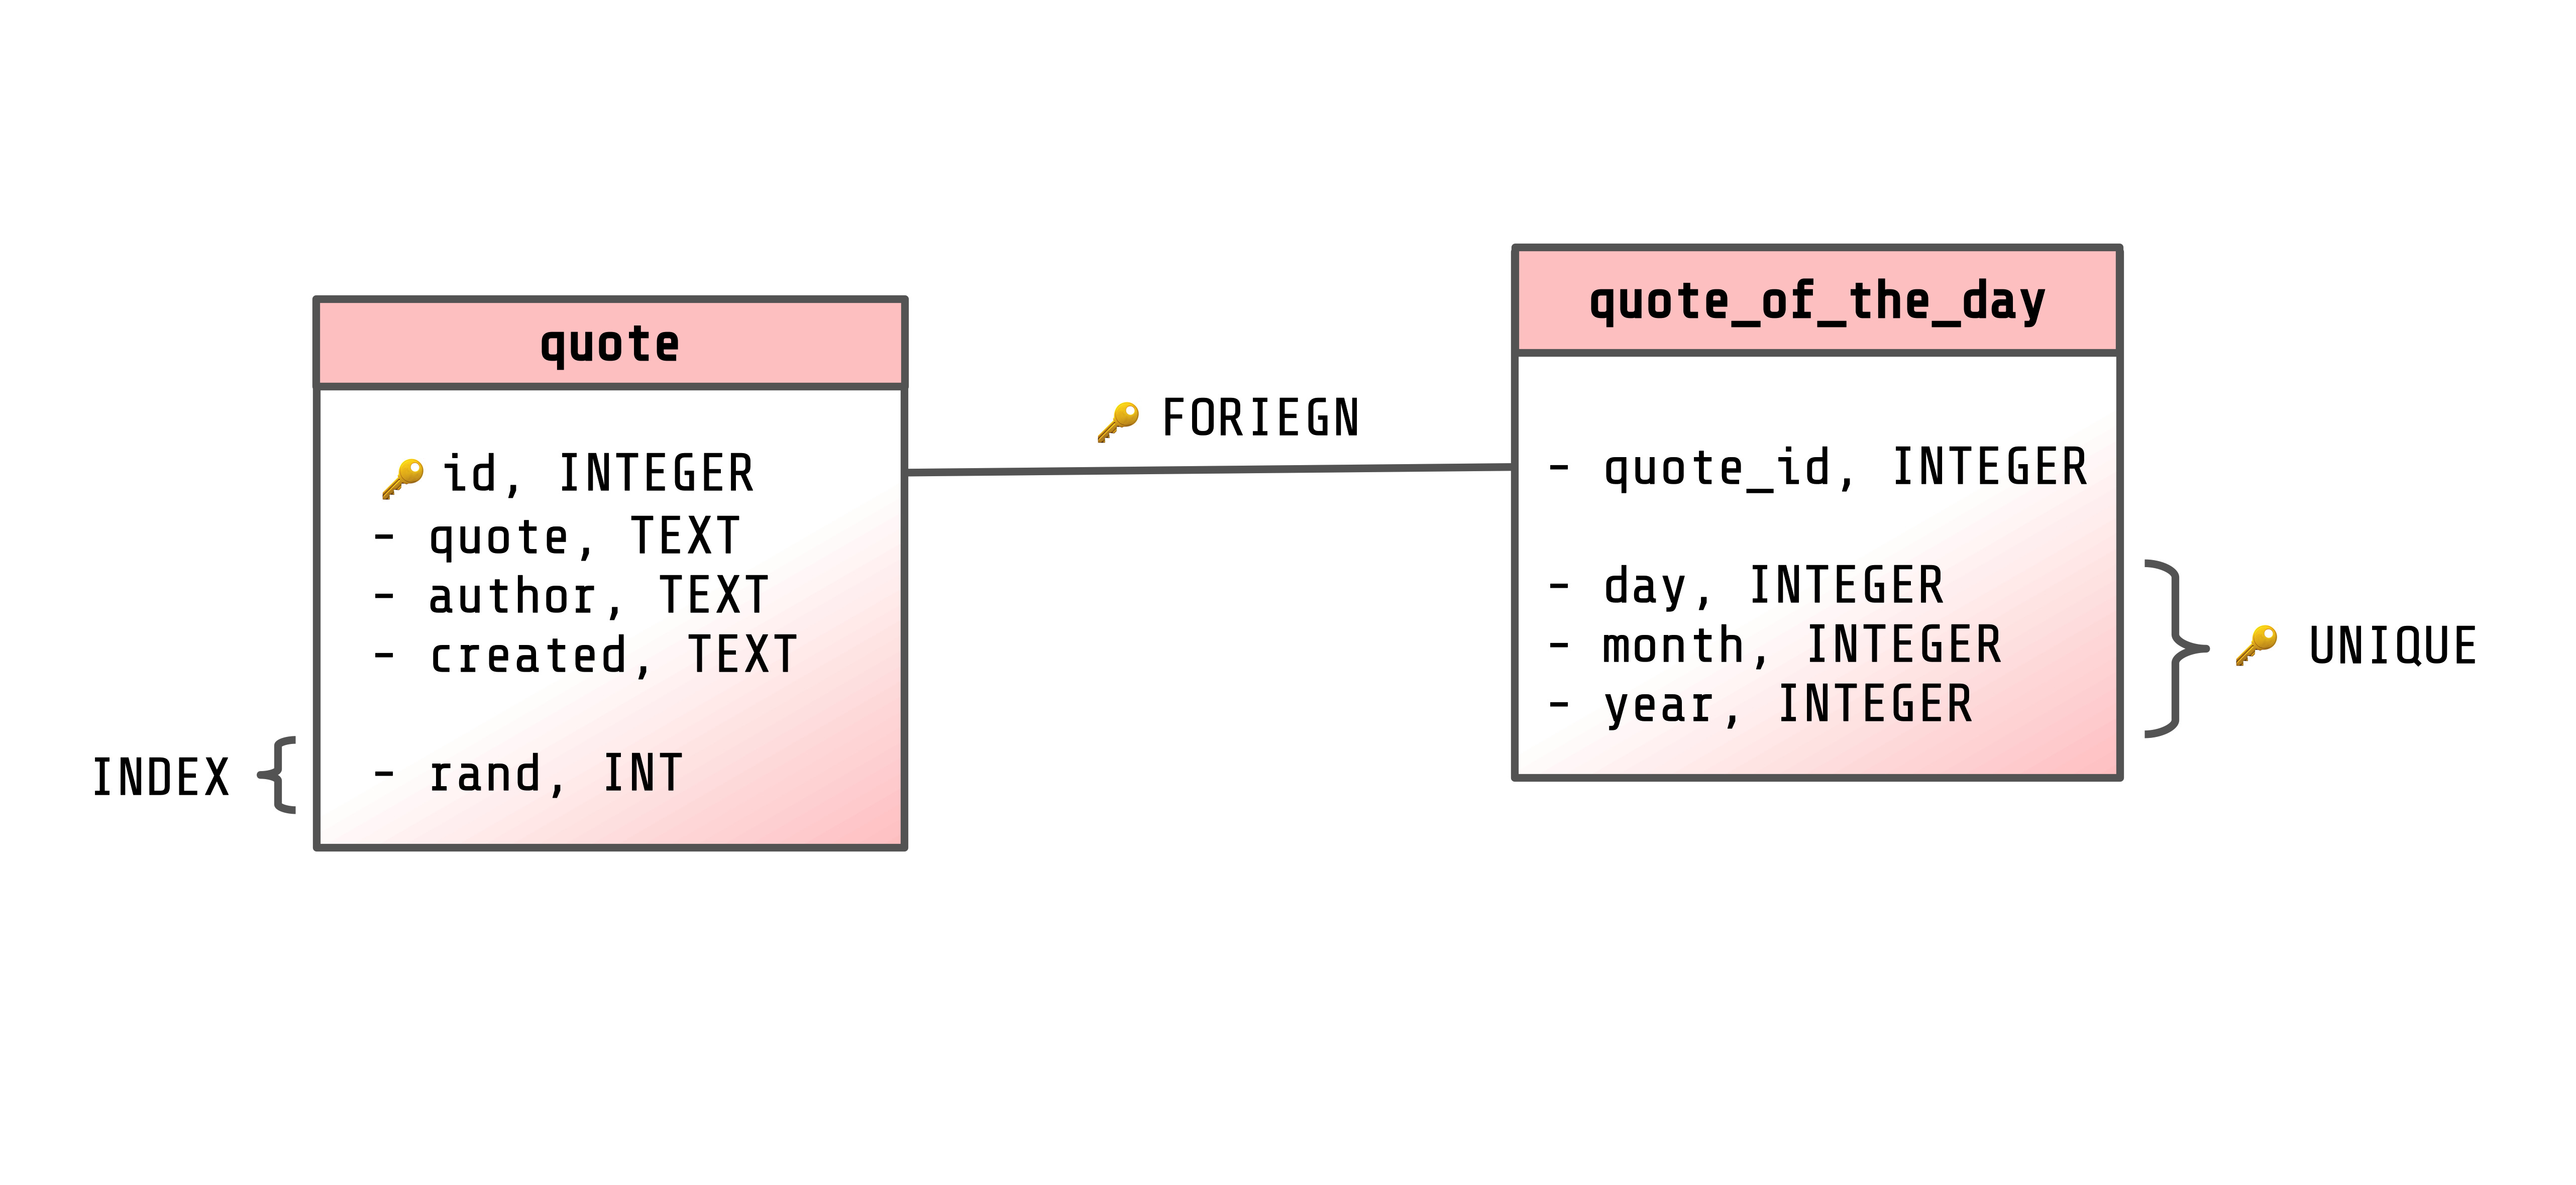 quote
id, INTEGER
- quote, TEXT
- author, TEXT
- created, TEXT
- rand, INT
INDEX
FORIEGN
quote_of_the_day
- quote_id, INTEGER
- day, INTEGER
- month, INTEGER
- year, INTEGER
UNIQUE